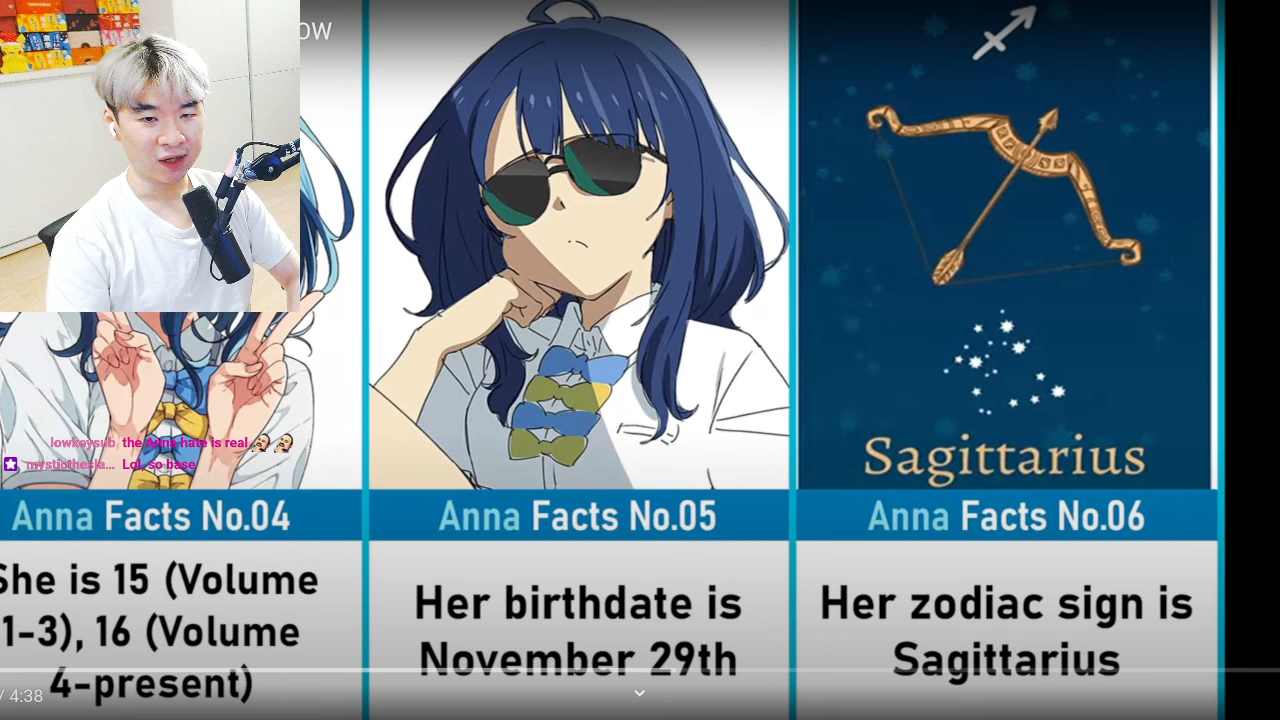 ow
lowkeysub the Anna hate is real
Lol, so base
Sagittarius
Anna Facts No.04
She is 15 (Volume
1-3), 16 (Volume
4-present)
Anna Facts No.05
Her birthdate is
November 29th
Anna Facts No.06
Her zodiac sign is
Sagittarius
/ 4:38